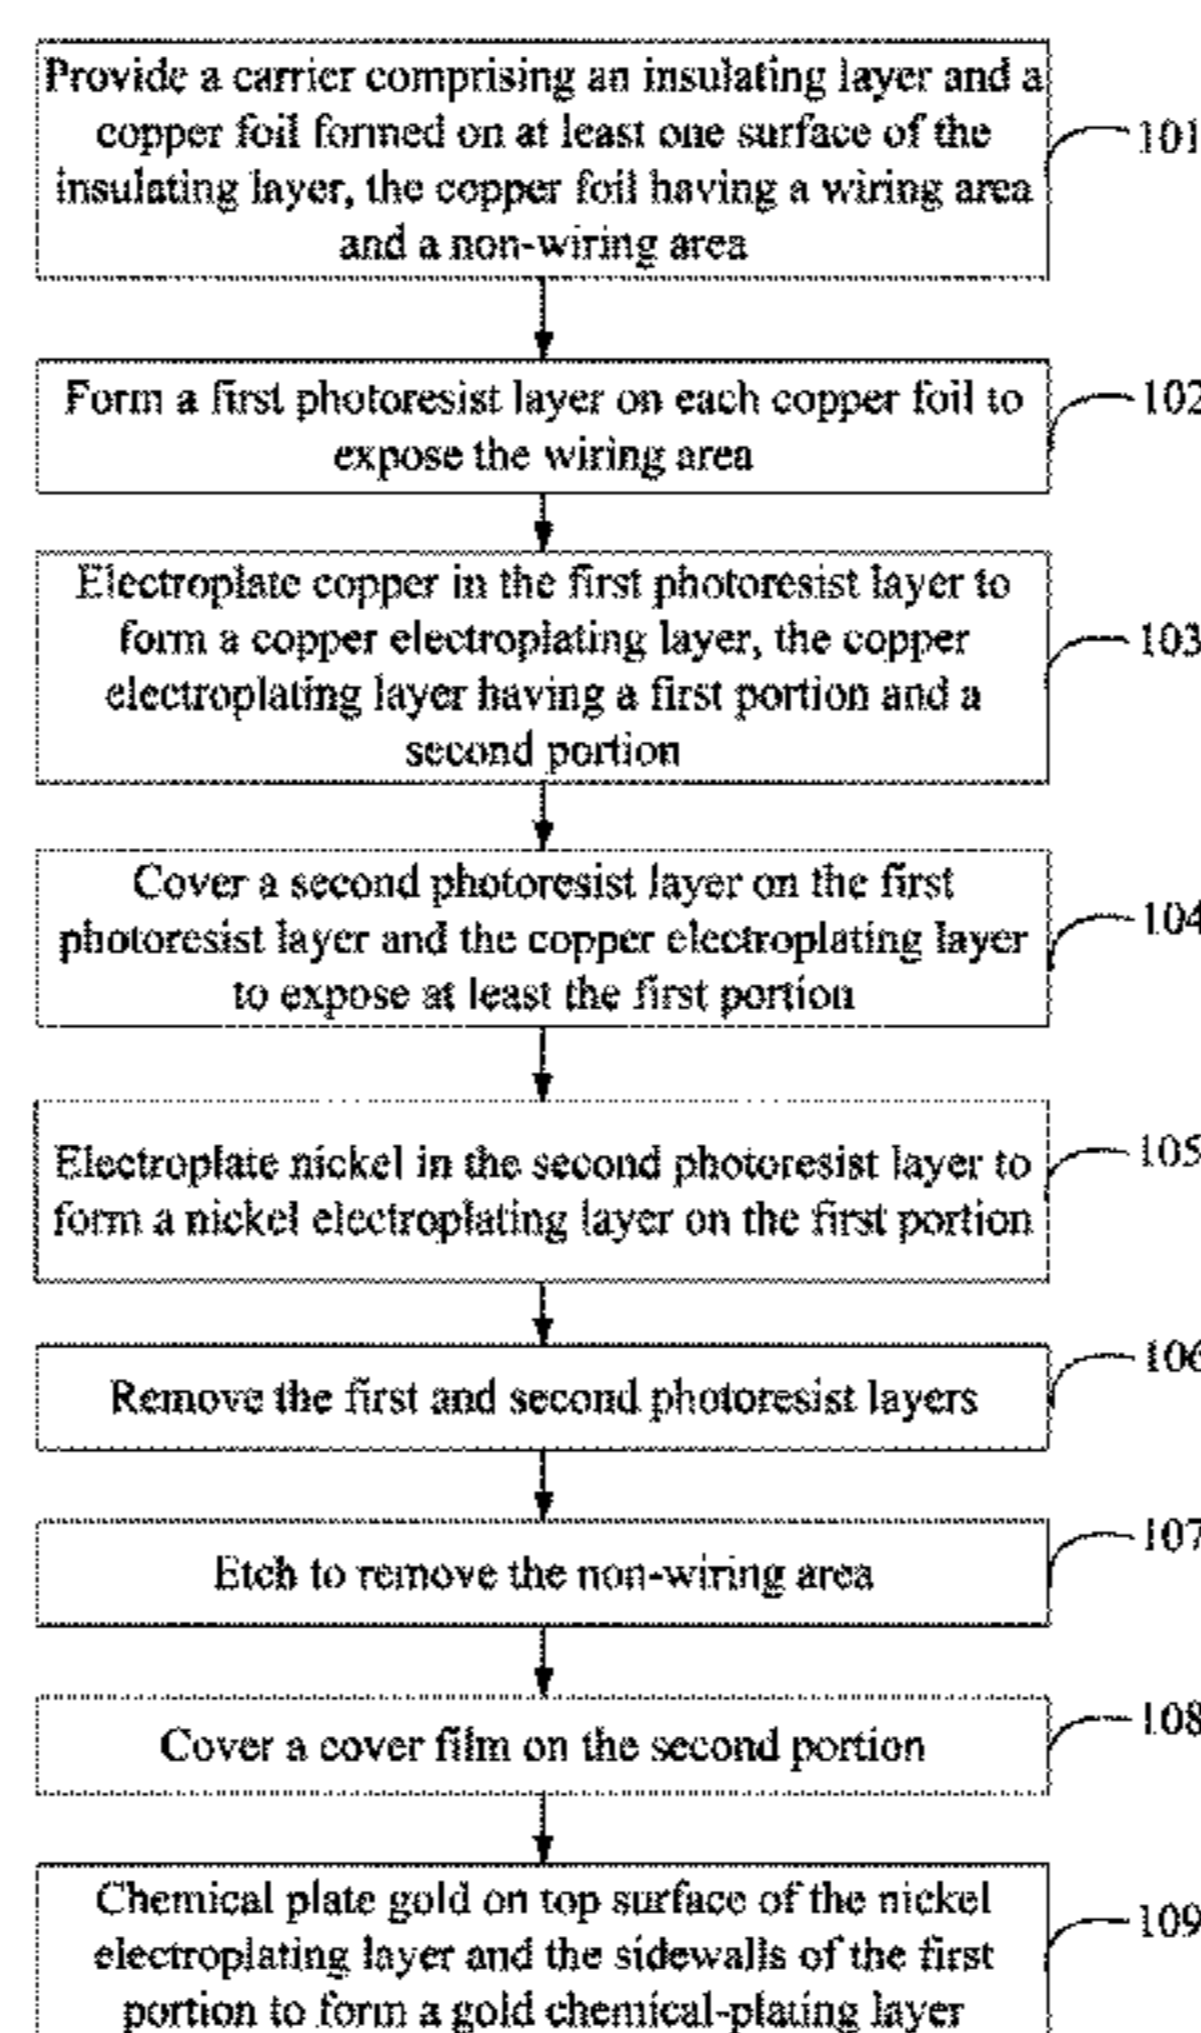 Provide a carrier comprising an insulating layer and a
copper foil formed on at least one surface of the
insulating layer, the copper foil having a wiring area
and a non-wiring area
101
Form a first photoresist layer on each copper foil to
expose the wiring area
102
Electroplate copper in the first photoresist layer to
form a copper electroplating layer, the copper
electroplating layer having a first portion and a
second portion
103
Cover a second photoresist layer on the first
photoresist layer and the copper electroplating layer
to expose at least the first portion
104
Electroplate nickel in the second photoresist layer to
form a nickel electroplating layer on the first portion
105
Remove the first and second photoresist layers
106
Etch to remove the non-wiring area
107
Cover a cover film on the second portion
108
Chemical plate gold on top surface of the nickel
electroplating layer and the sidewalls of the first
portion to form a gold chemical-plating layer
109